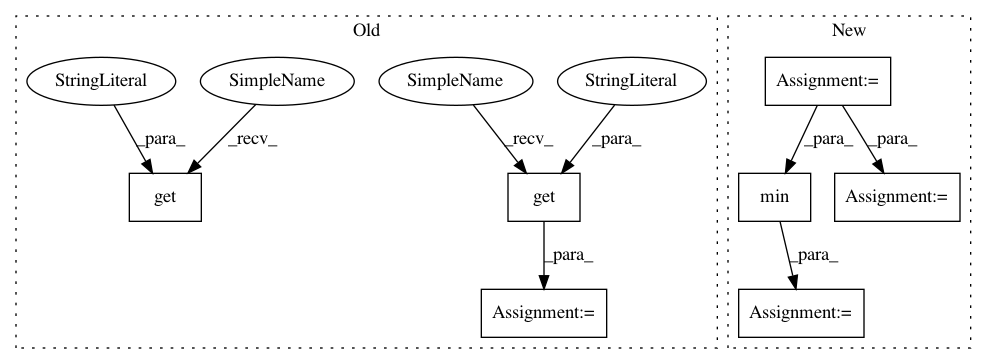 Old
New
StringLiteral
SimpleName
SimpleName
StringLiteral
Assignment:=
_para_
_recv_
_recv_
_para_
_para_
_para_
get
get
min
Assignment:=
_para_
_para_
Assignment:=
Assignment:=